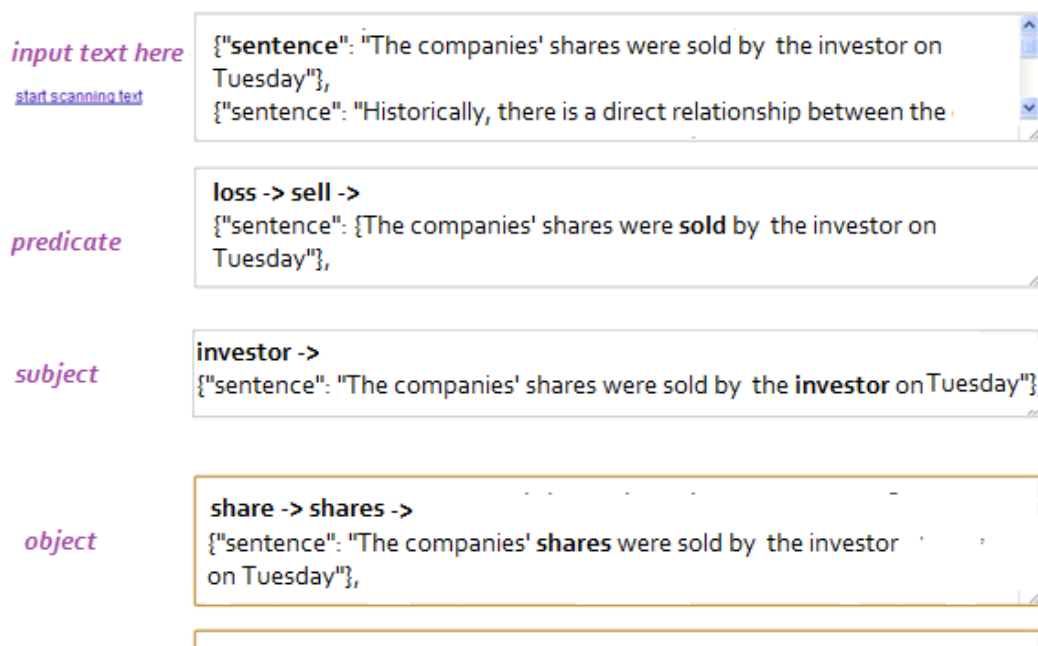 input text here
start scanning text
{"sentence": "The companies' shares were sold by the investor on
Tuesday"},
{"sentence": "Historically, there is a direct relationship between the
predicate
loss -> sell ->
{"sentence": {The companies' shares were sold by the investor on
Tuesday"},
subject
investor ->
{"sentence": "The companies' shares were sold by the investor on Tuesday"}
object
share -> shares ->
{"sentence": "The companies' shares were sold by the investor
on Tuesday"},